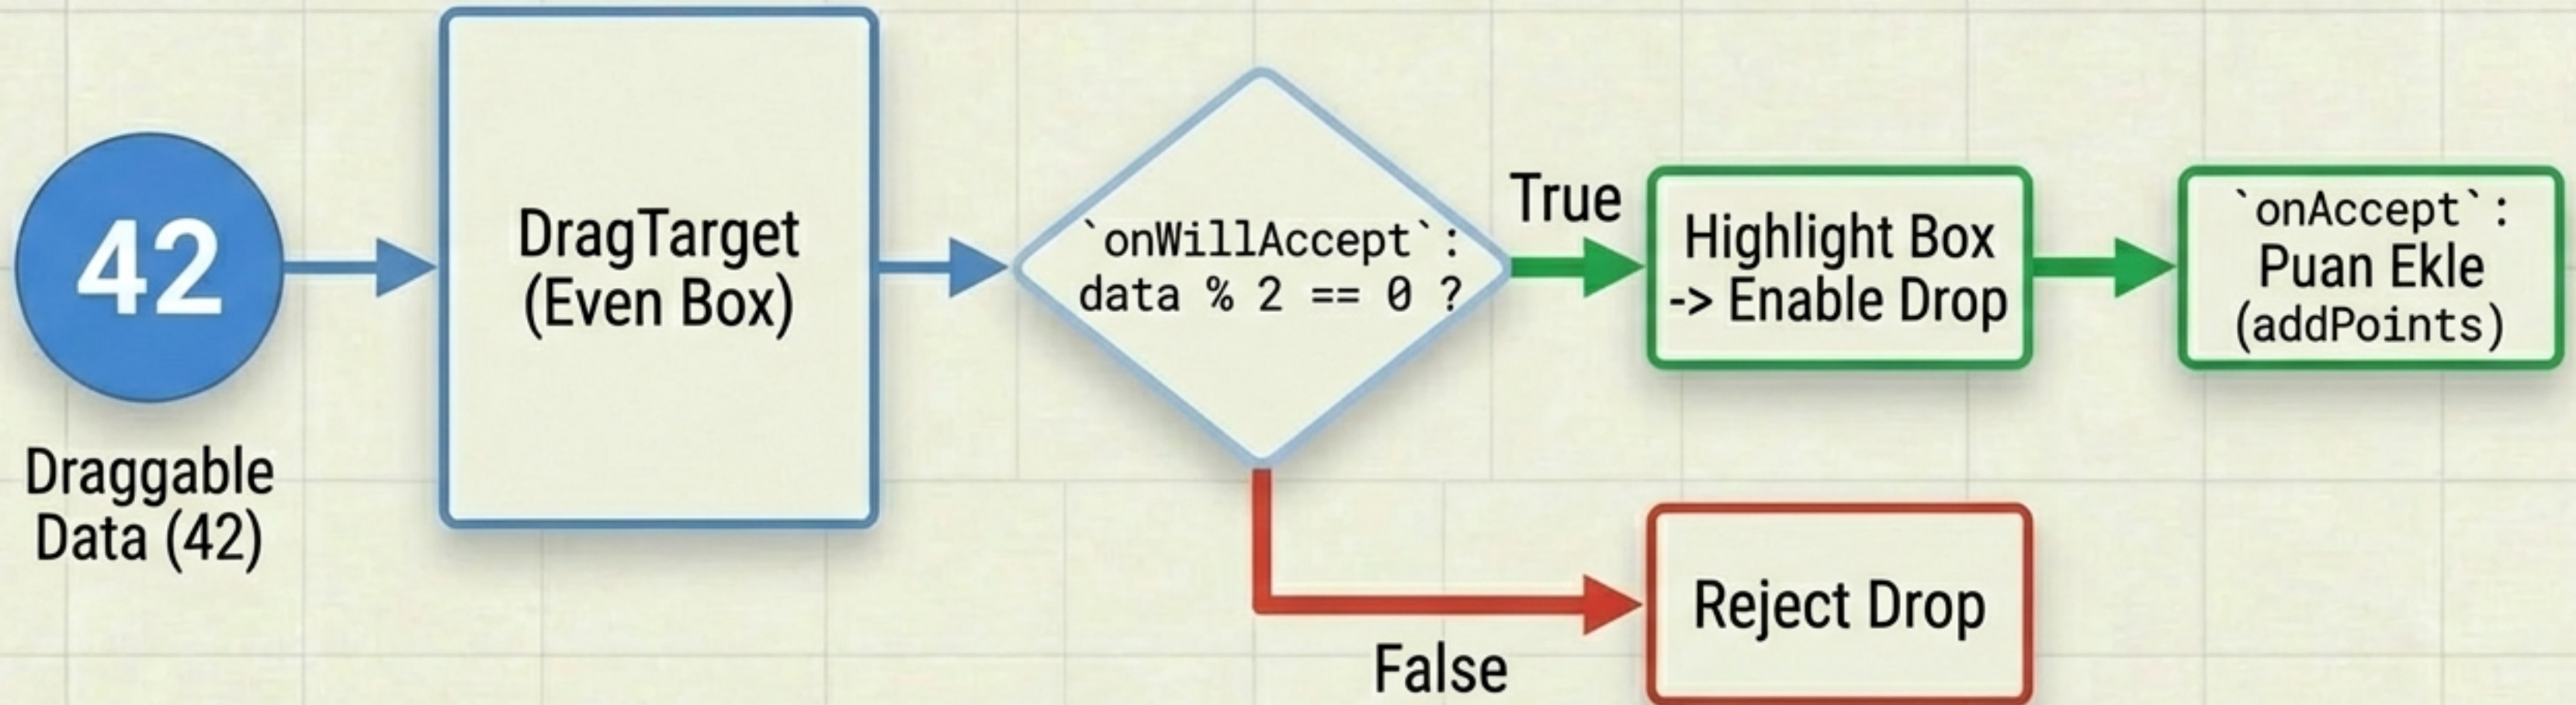 42
Draggable
Data (42)
DragTarget
(Even Box)
`onWillAccept`:
data % 2 == 0 ?
True
Highlight Box
-> Enable Drop
`onAccept`:
Puan Ekle
(addPoints)
False
Reject Drop